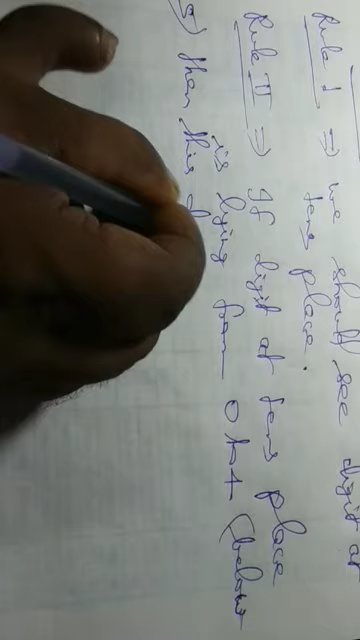 Rule I ⇒ we should see digit at
tens place.
Rule II ⇒ If digit at tens place
is lying from 0 to 4 (below
5) then this d